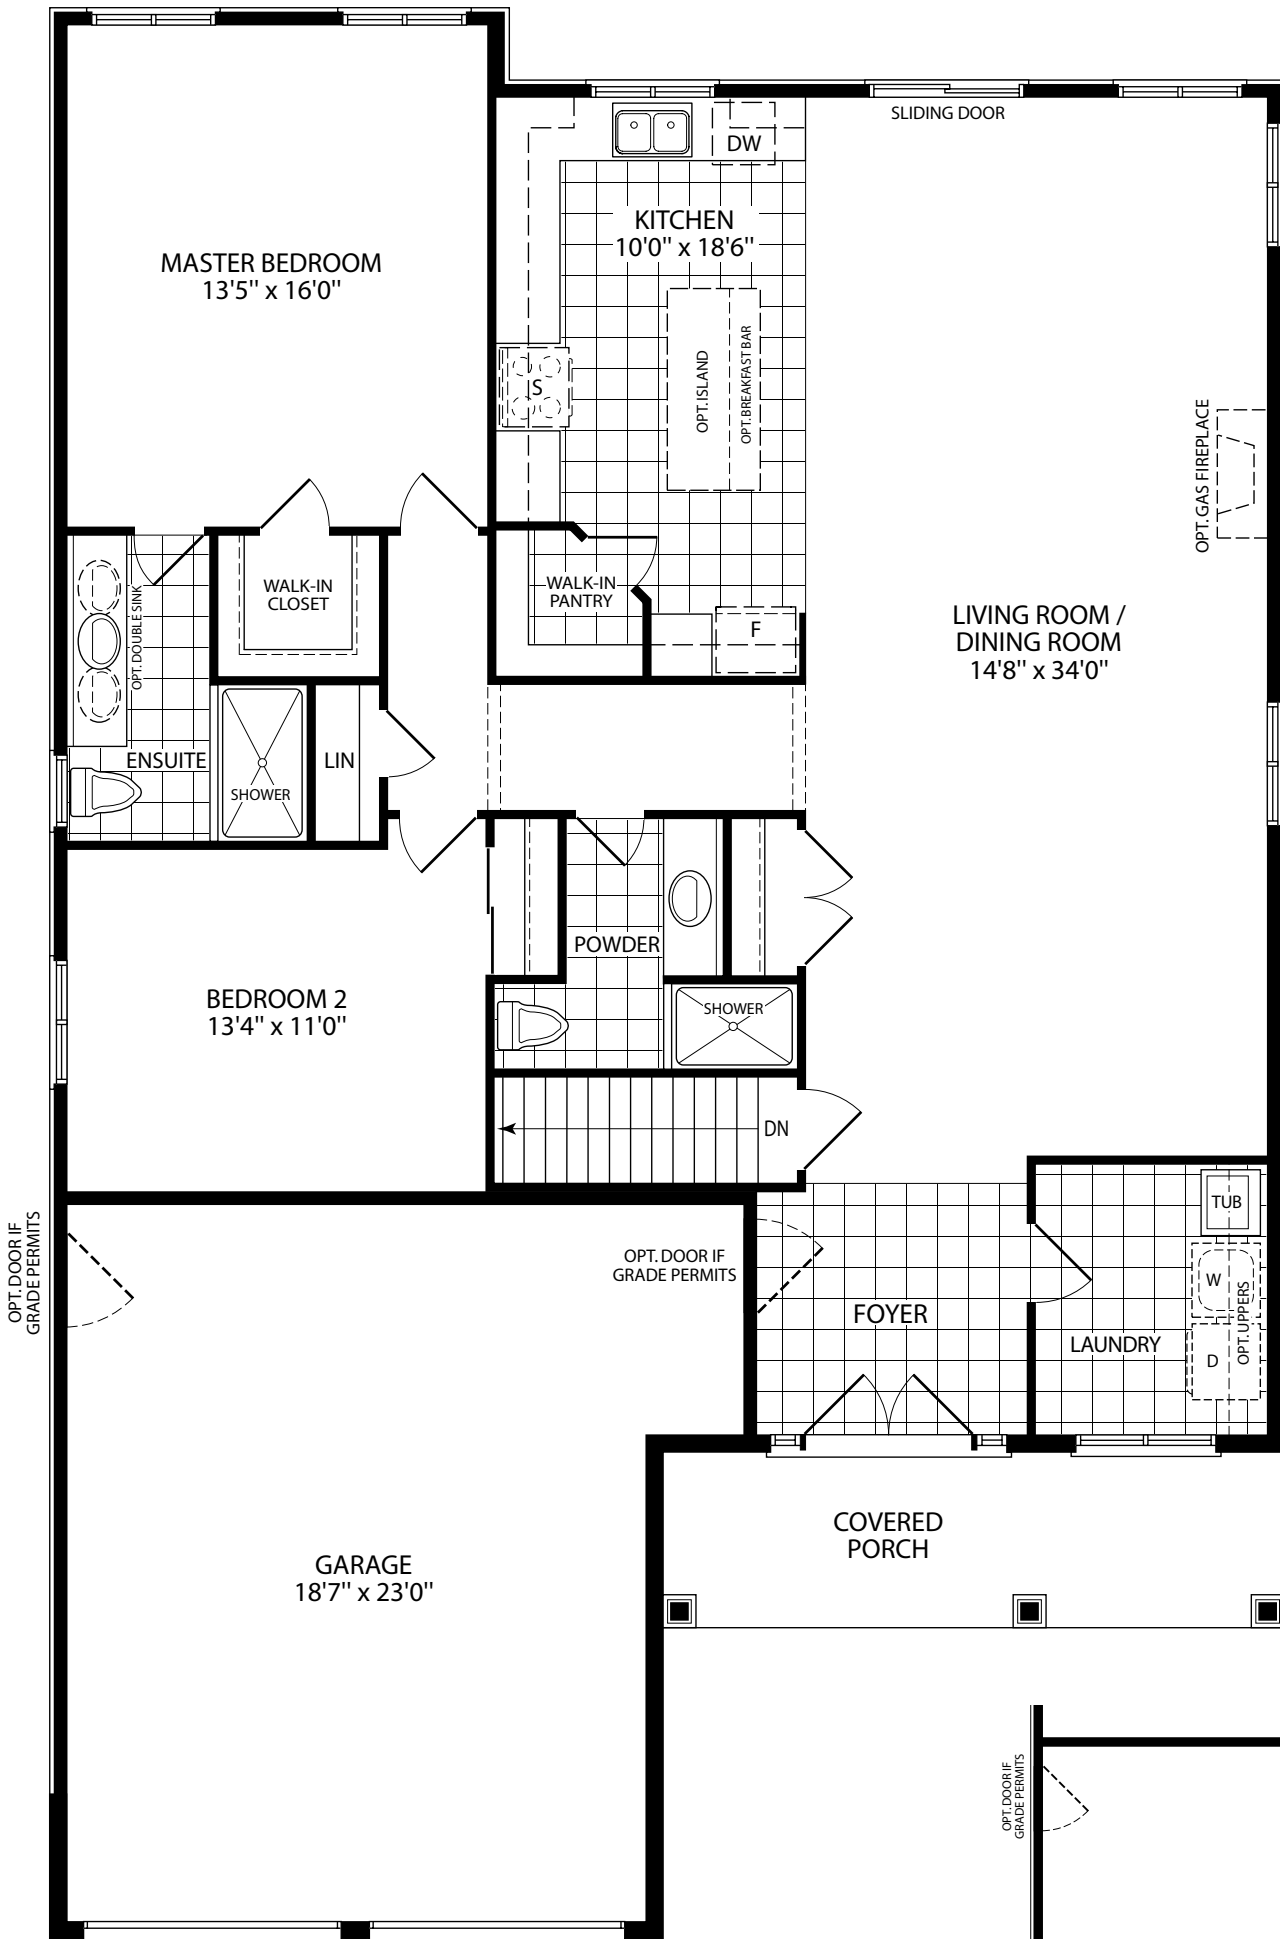 SLIDING DOOR
DW
KITCHEN
10'0" x 18'6"
MASTER BEDROOM
13'5" x 16'0"
OPT.ISLAND
OPT.BREAKFAST BAR
S
OPT.GAS FIREPLACE
WALK-IN
CLOSET
WALK-IN
PANTRY
OPT. DOUBLE SINK
F
LIVING ROOM /
DINING ROOM
14'8" x 34'0"
ENSUITE
SHOWER
LIN
POWDER
BEDROOM 2
13'4" x 11'0"
SHOWER
DN
OPT.DOOR IF
GRADE PERMITS
OPT.DOOR IF
GRADE PERMITS
FOYER
TUB
W
D
OPT.UPPERS
LAUNDRY
COVERED
PORCH
GARAGE
18'7" x 23'0"
OPT.DOOR IF
GRADE PERMITS